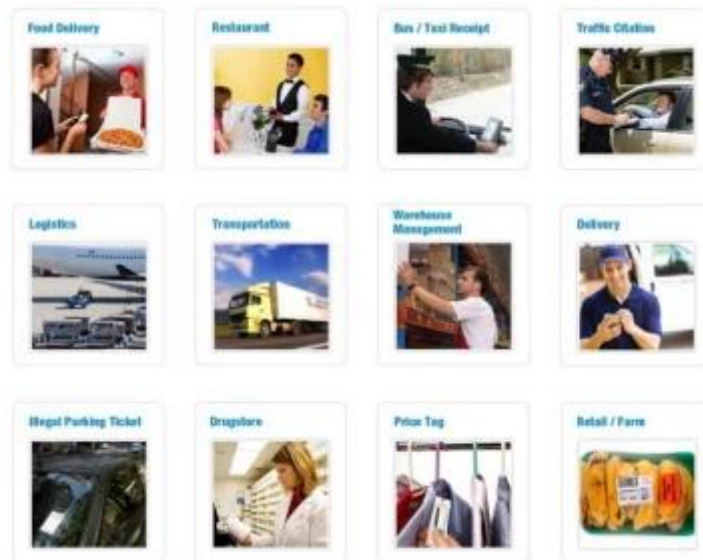 Food Delivery
Restaurant
Bus / Taxi Receipt
Traffic Citation
Logistics
Transportation
Warehouse
Management
Delivery
Illegal Parking Ticket
Drugstore
Price Tag
Retail / Farm